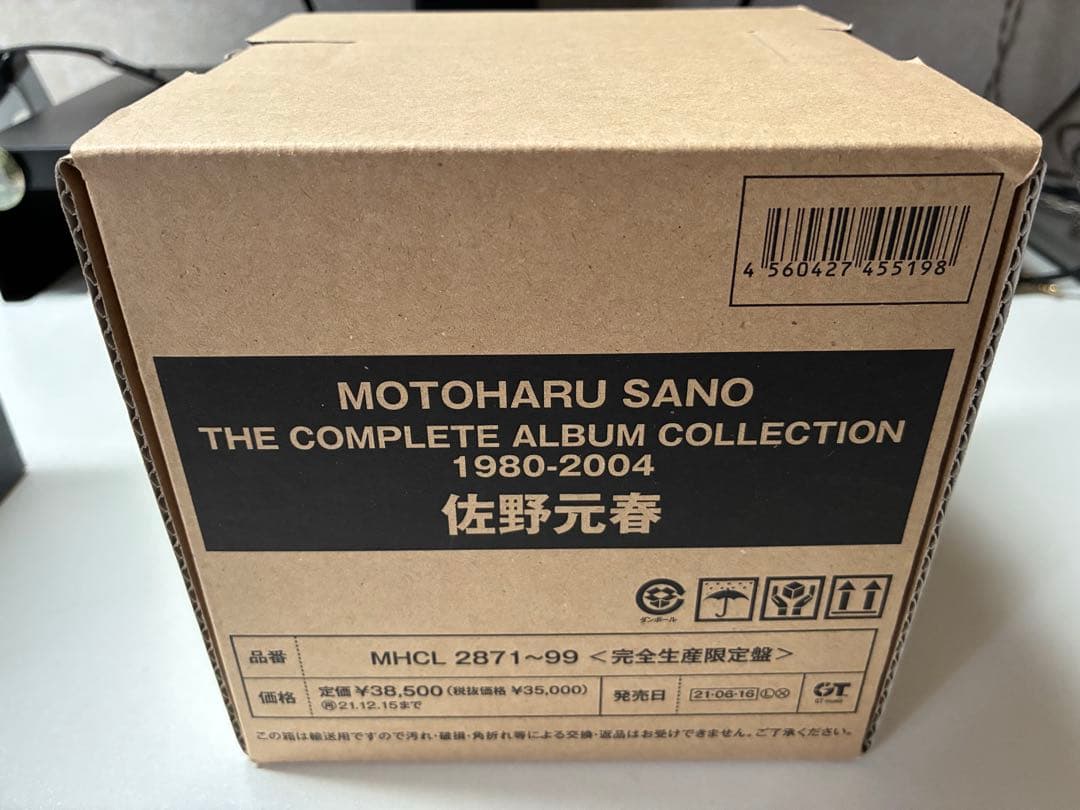 4 560427 455198
MOTOHARU SANO
THE COMPLETE ALBUM COLLECTION
1980-2004
佐野元春
ダンボール
品番 MHCL 2871~99 <完全生産限定盤>
価格 定価¥38,500(税抜価格 ¥35,000) 発売日 21-06-16 Ⓛ GT
㊢21.12.15まで
この箱は輸送用ですので汚れ・破損・角折れ等による交換・返品はお受けできません。ご了承ください。